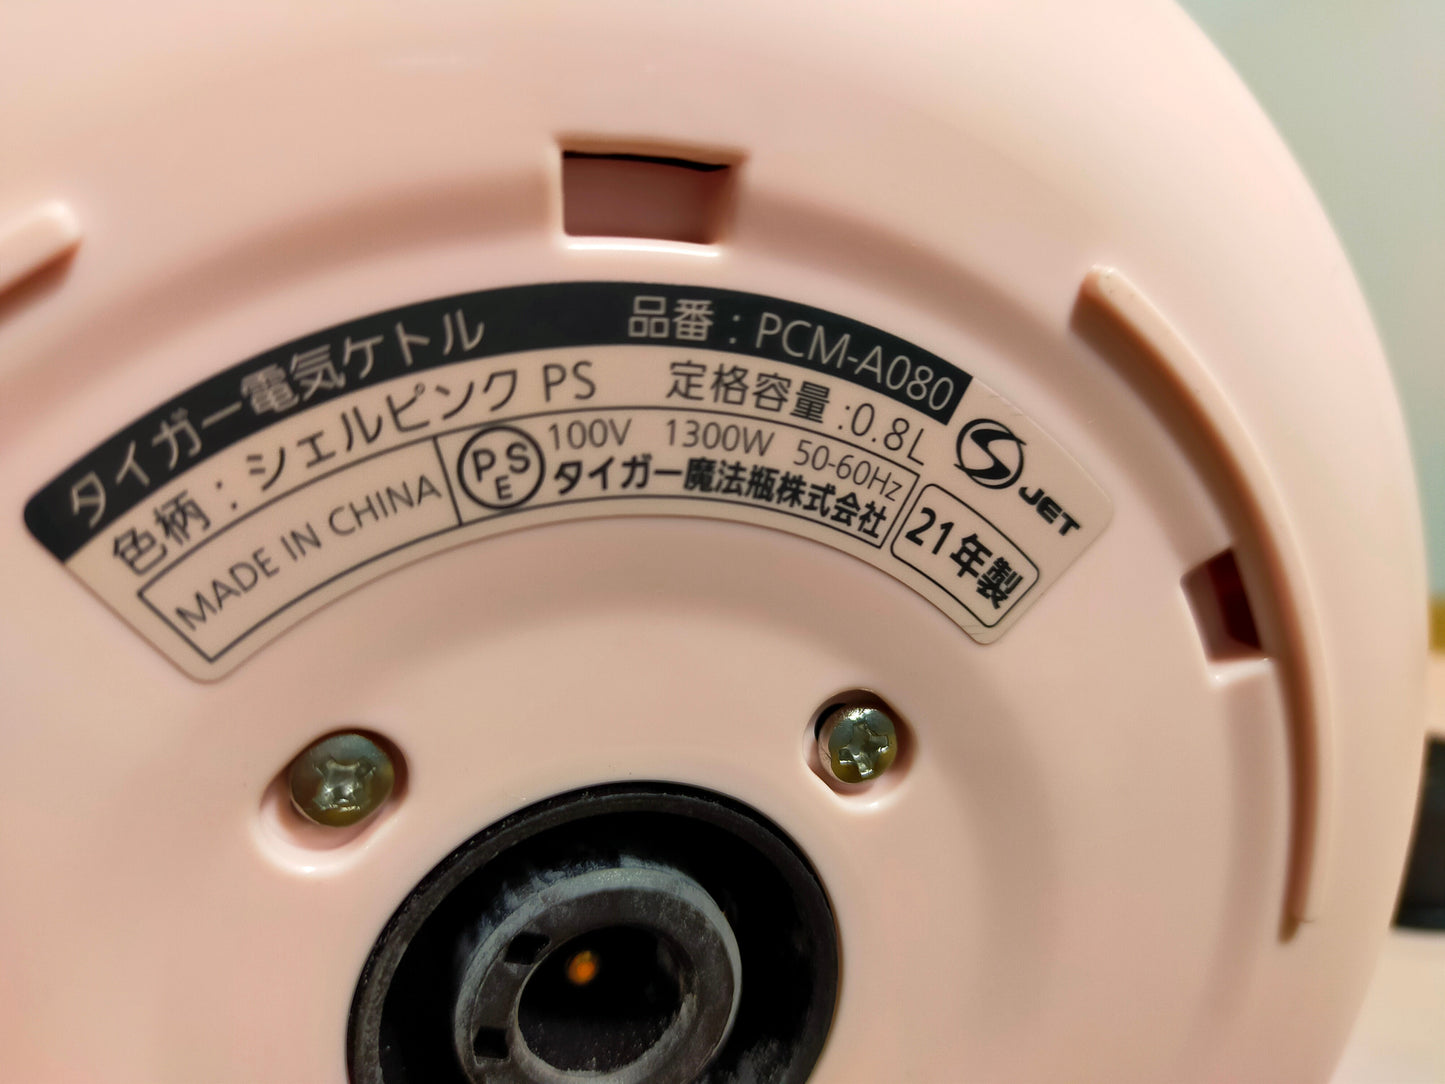 タイガー電気ケトル 品番：PCM-A080
色柄：シェルピンク PS 定格容量:0.8L
MADE IN CHINA
PSE
100V 1300W 50-60Hz
タイガー魔法瓶株式会社
S JET
21年製